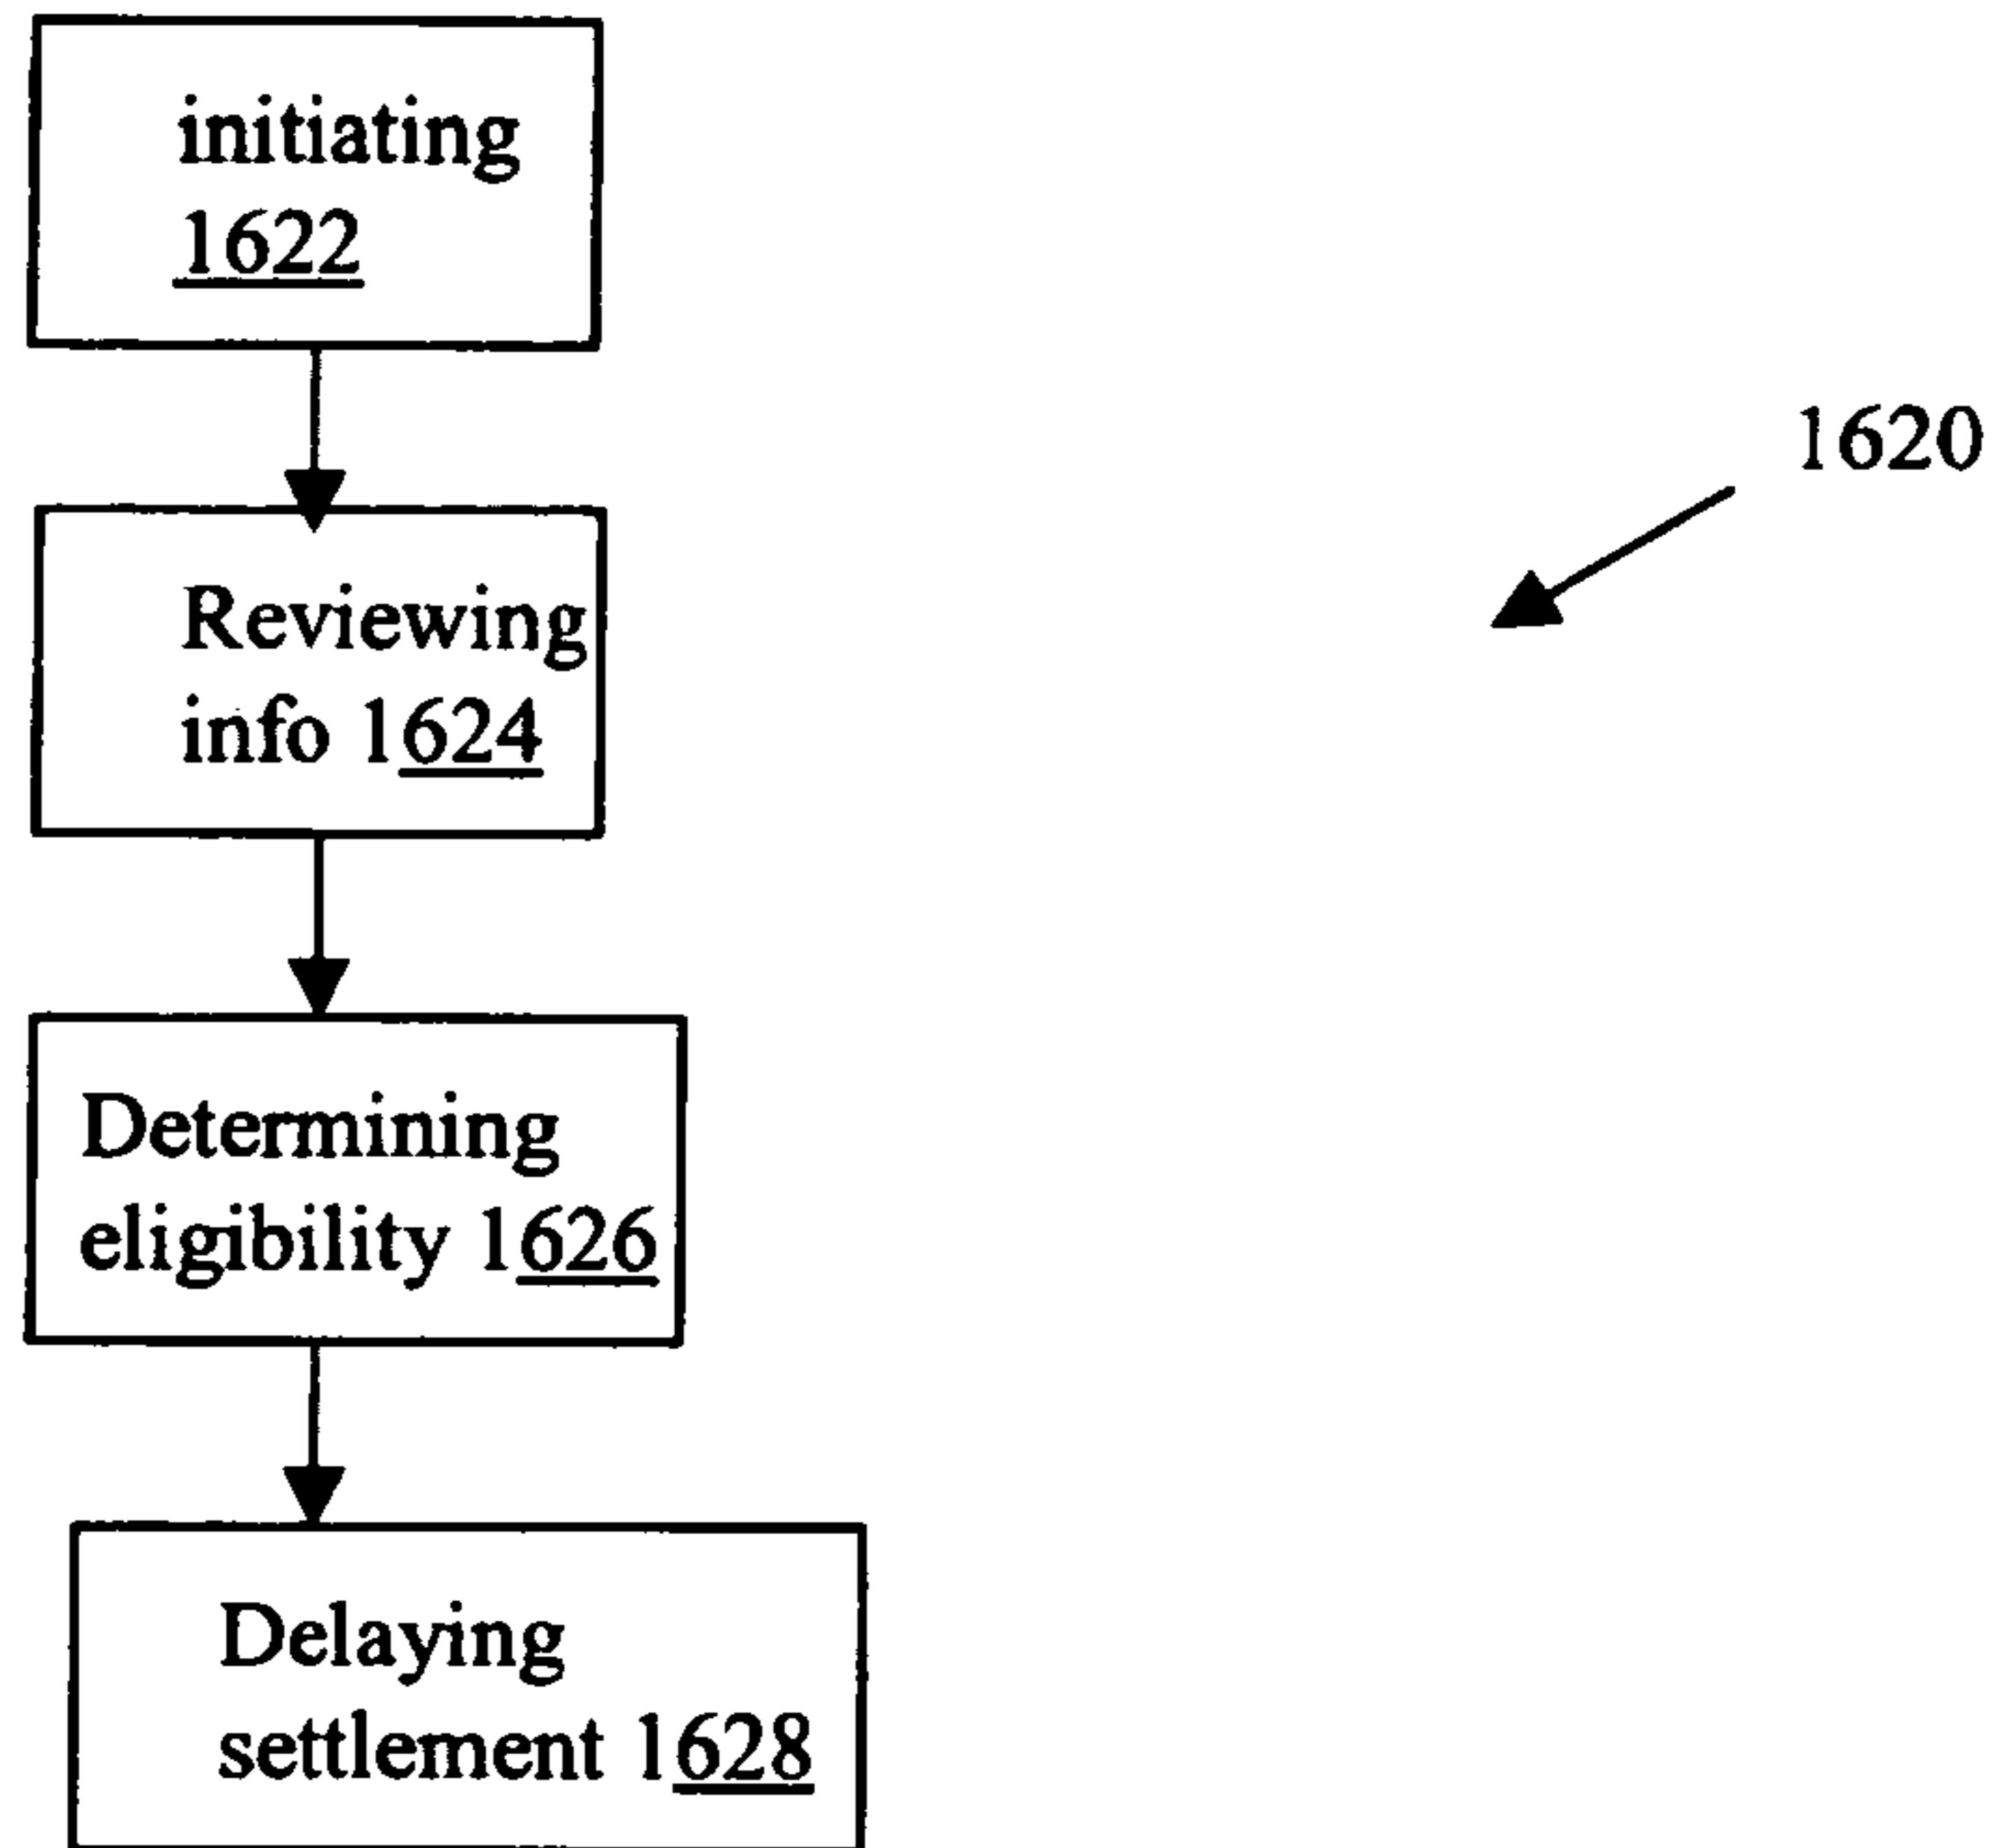 initiating
1622
1620
Reviewing
info 1624
Determining
eligibility 1626
Delaying
settlement 1628